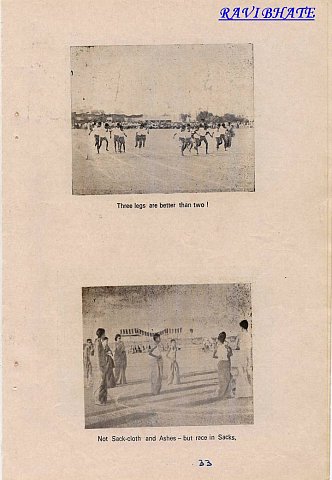 RAVIBHATE
Three legs are better than two !
Not Sack-cloth and Ashes – but race in Sacks,
33